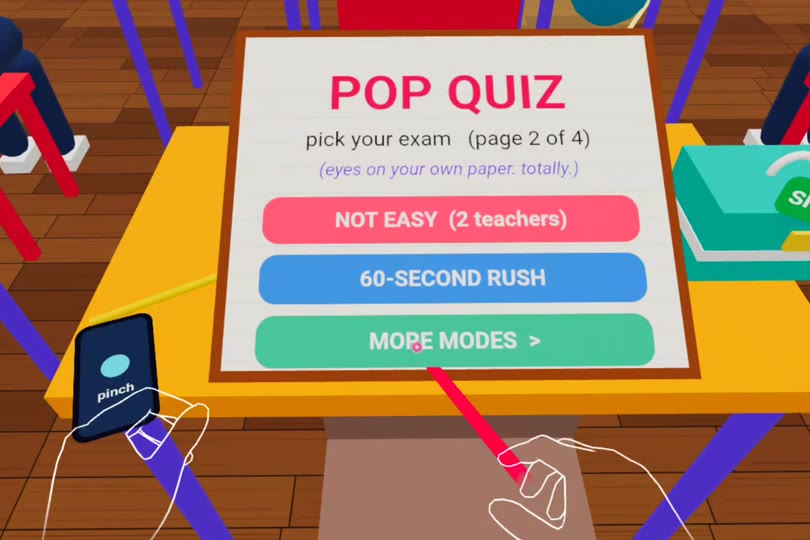 POP QUIZ
pick your exam (page 2 of 4)
(eyes on your own paper. totally.)
NOT EASY (2 teachers)
60-SECOND RUSH
MORE MODES >
pinch